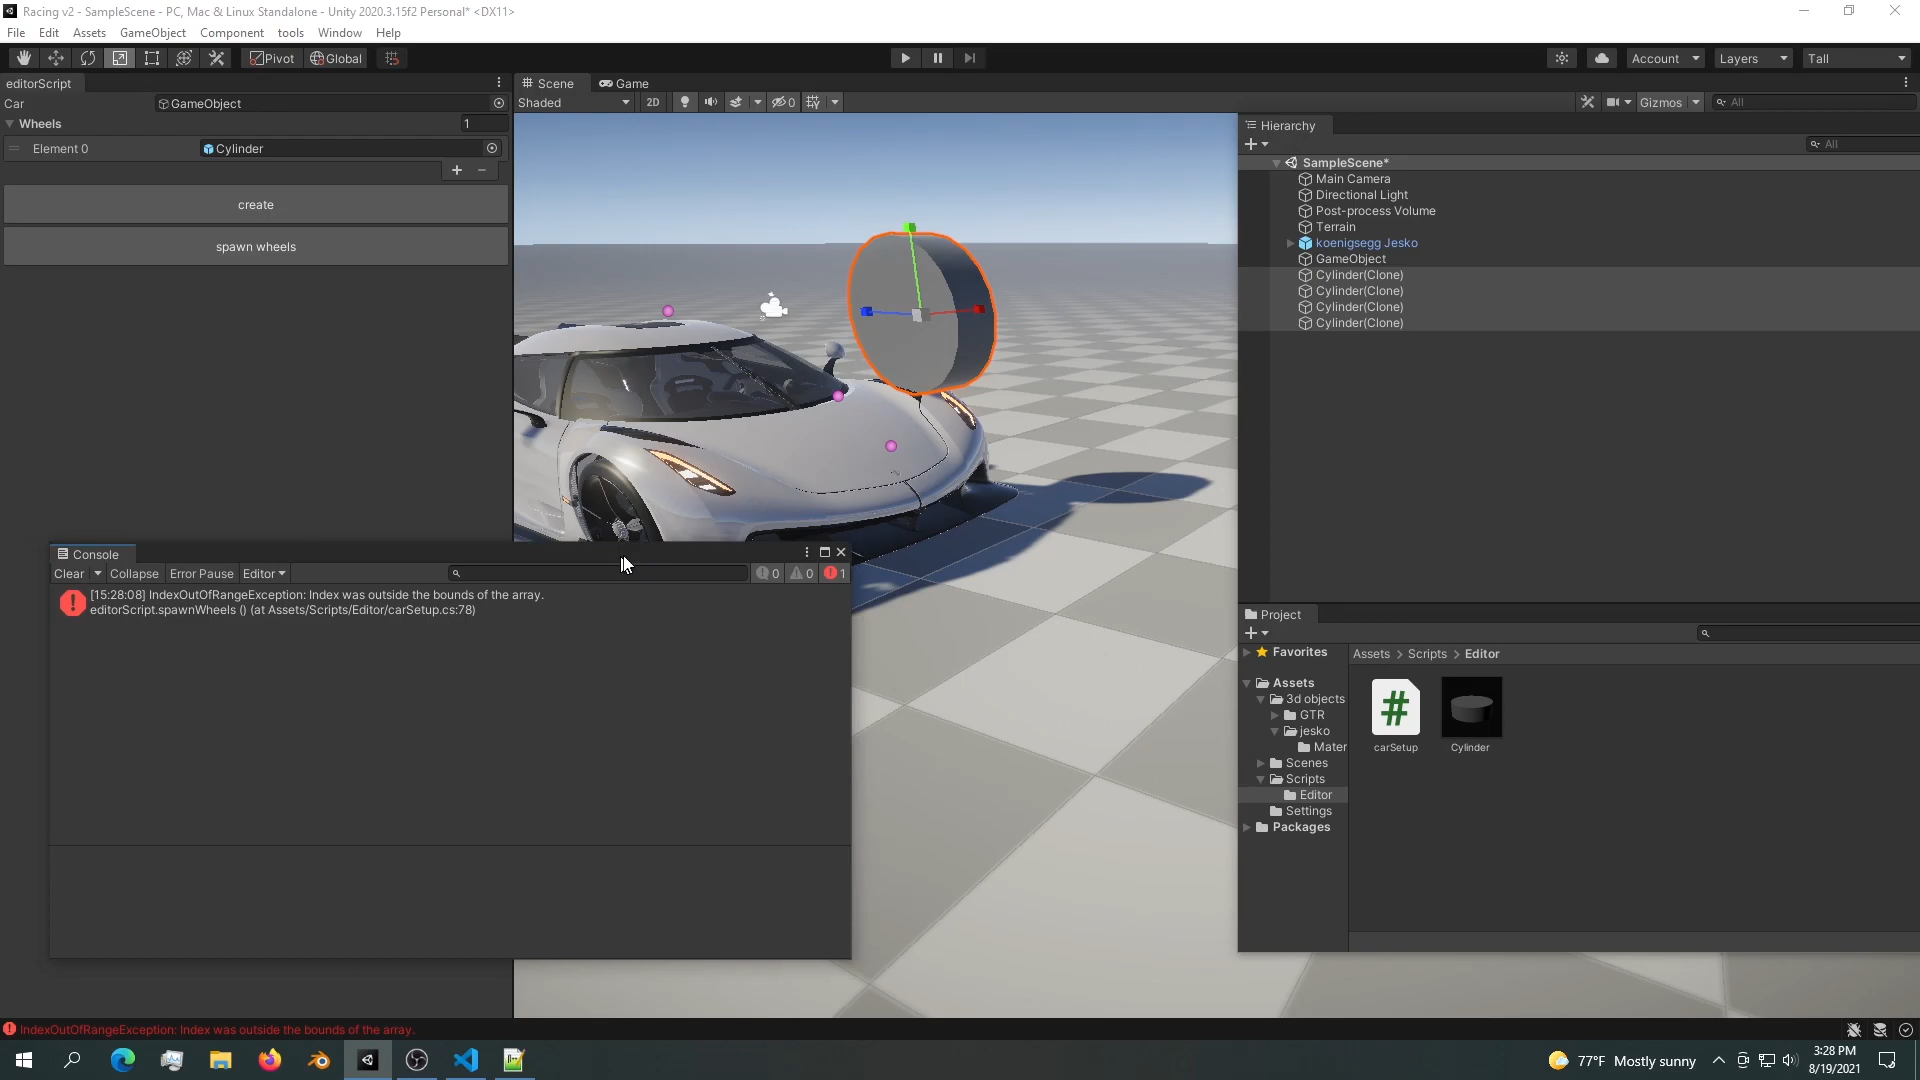 Racing v2 - SampleScene - PC, Mac & Linux Standalone - Unity 2020.3.15f2 Personal* <DX11>
File Edit Assets GameObject Component tools Window Help
Pivot Global Account Layers Tall
editorScript
Car GameObject
Wheels 1
Element 0 Cylinder
+ -
create
spawn wheels
# Scene Game
Shaded 2D 0 Gizmos All
Hierarchy
+ All
SampleScene*
Main Camera
Directional Light
Post-process Volume
Terrain
koenigsegg Jesko
GameObject
Cylinder(Clone)
Cylinder(Clone)
Cylinder(Clone)
Cylinder(Clone)
Console
Clear Collapse Error Pause Editor 0 0 1
[15:28:08] IndexOutOfRangeException: Index was outside the bounds of the array.
editorScript.spawnWheels () (at Assets/Scripts/Editor/carSetup.cs:78)
Project
+
Favorites
Assets
3d objects
GTR
jesko
Mater
Scenes
Scripts
Editor
Settings
Packages
Assets > Scripts > Editor
#
carSetup
Cylinder
IndexOutOfRangeException: Index was outside the bounds of the array.
77°F Mostly sunny
3:28 PM
8/19/2021